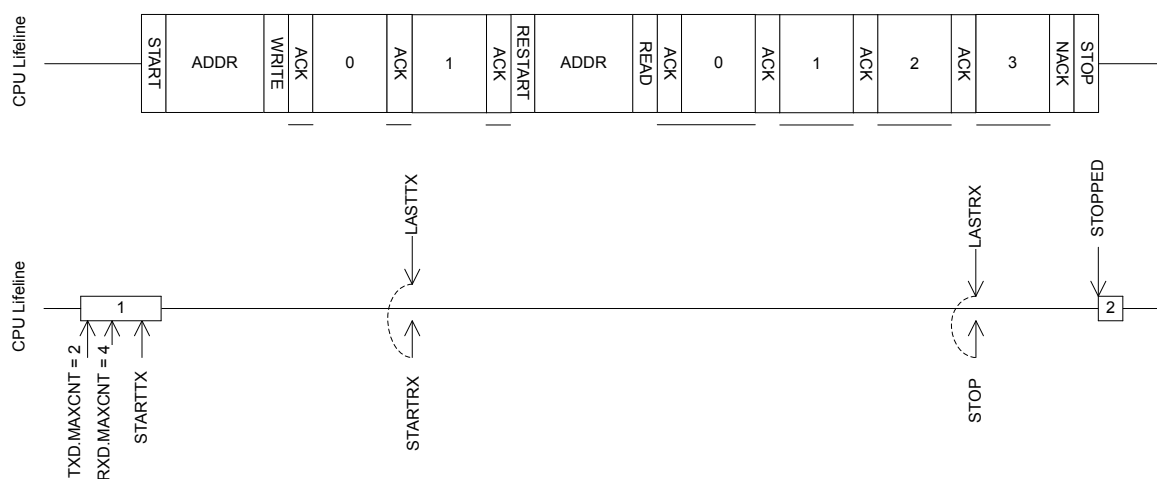 CPU Lifeline
START
ADDR
WRITE
ACK
0
ACK
1
ACK
RESTART
ADDR
READ
ACK
0
ACK
1
ACK
2
ACK
3
NACK
STOP
LASTTX
LASTRX
STOPPED
CPU Lifeline
1
2
TXD.MAXCNT = 2
RXD.MAXCNT = 4
STARTTX
STARTRX
STOP